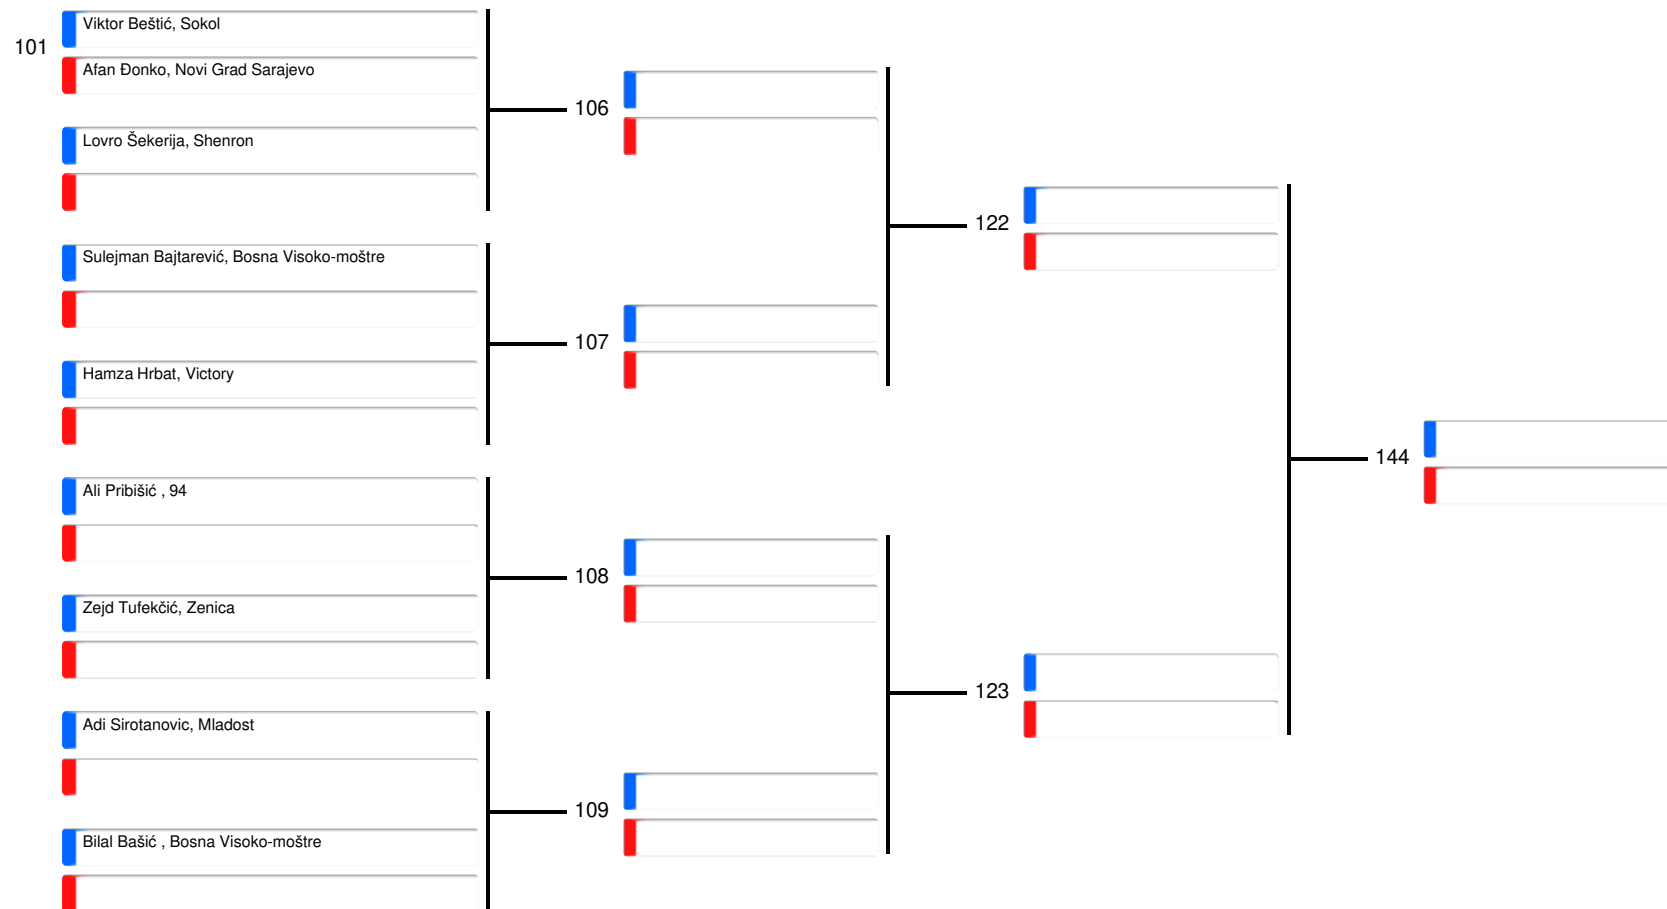 Viktor Beštić, Sokol
101
Afan Đonko, Novi Grad Sarajevo
106
Lovro Šekerija, Shenron
122
Sulejman Bajtarević, Bosna Visoko-moštre
107
Hamza Hrbat, Victory
144
Ali Pribišić , 94
108
Zejd Tufekčić, Zenica
123
Adi Sirotanovic, Mladost
109
Bilal Bašić , Bosna Visoko-moštre